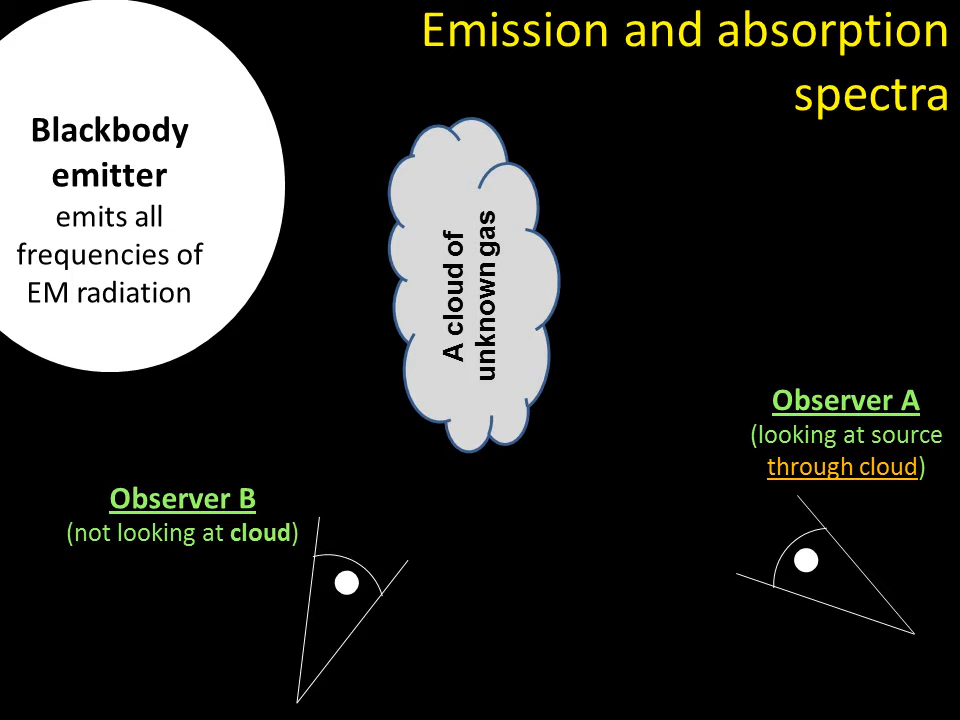 Emission and absorption
spectra
Blackbody
emitter
emits all
frequencies of
EM radiation
A cloud of
unknown gas
Observer A
(looking at source
through cloud)
Observer B
(not looking at cloud)